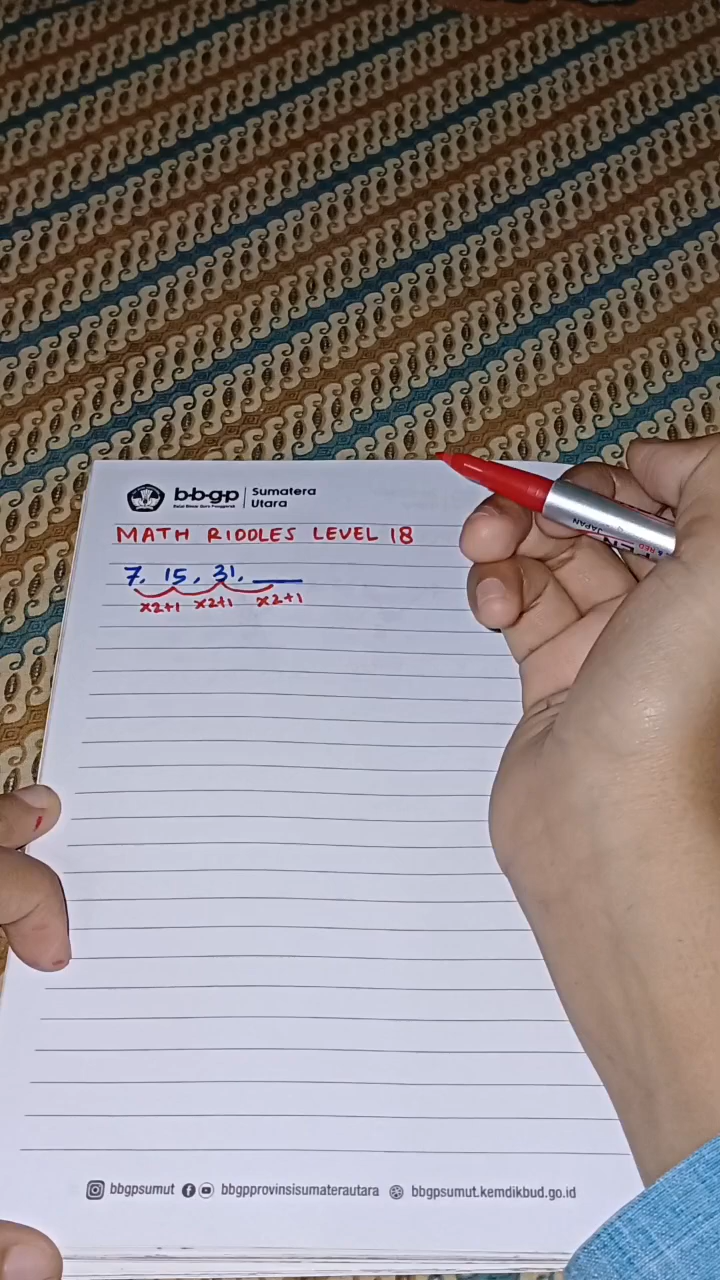 b·b·g·p | Sumatera
Utara
MATH RIDDLES LEVEL 18
7, 15, 31, ___
x2+1 x2+1 x2+1
JAPAN
bbgpsumut bbgpprovinsisumaterautara bbgpsumut.kemdikbud.go.id